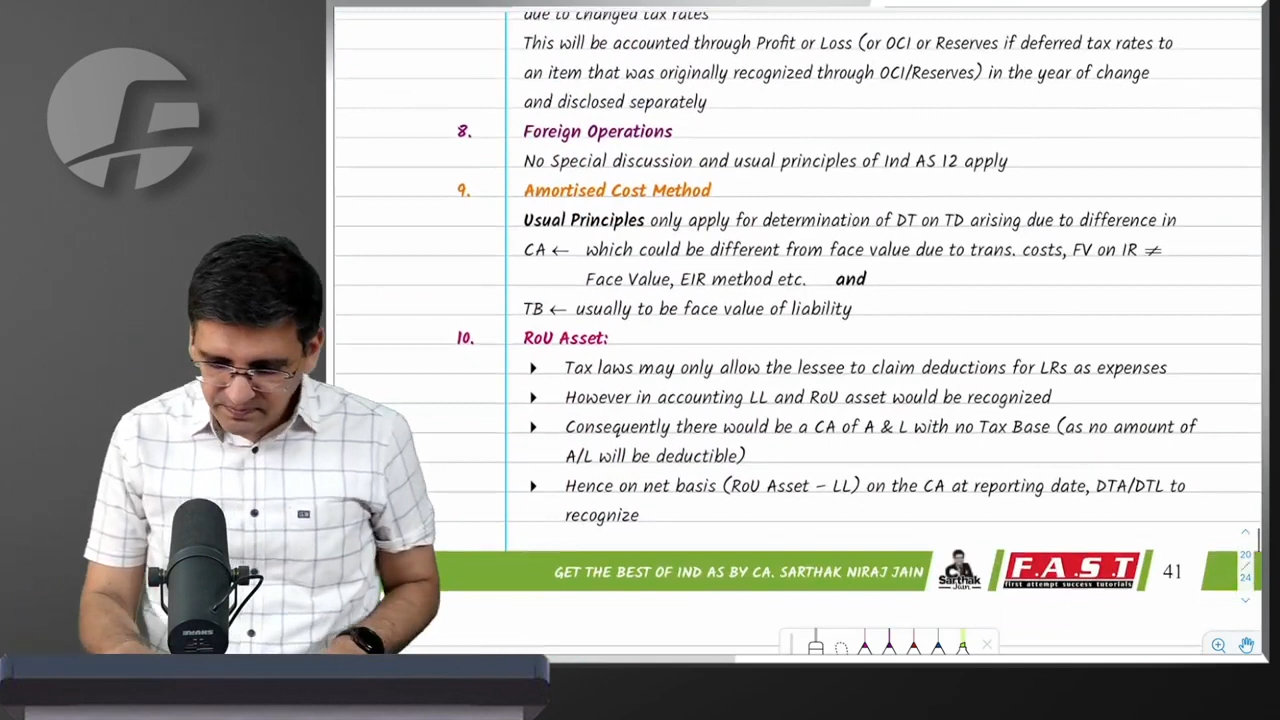 due to changed tax rates
This will be accounted through Profit or Loss (or OCI or Reserves if deferred tax rates to
an item that was originally recognized through OCI/Reserves) in the year of change
and disclosed separately
8. Foreign Operations
No Special discussion and usual principles of Ind AS 12 apply
9. Amortised Cost Method
Usual Principles only apply for determination of DT on TD arising due to difference in
CA ← which could be different from face value due to trans. costs, FV on IR ≠
Face Value, EIR method etc. and
TB ← usually to be face value of liability
10. RoU Asset:
Tax laws may only allow the lessee to claim deductions for LRs as expenses
However in accounting LL and RoU asset would be recognized
Consequently there would be a CA of A & L with no Tax Base (as no amount of
A/L will be deductible)
Hence on net basis (RoU Asset – LL) on the CA at reporting date, DTA/DTL to
recognize
GET THE BEST OF IND AS BY CA. SARTHAK NIRAJ JAIN
Sarthak
Jain
F.A.S.T
first attempt success tutorials
41
20
/
24